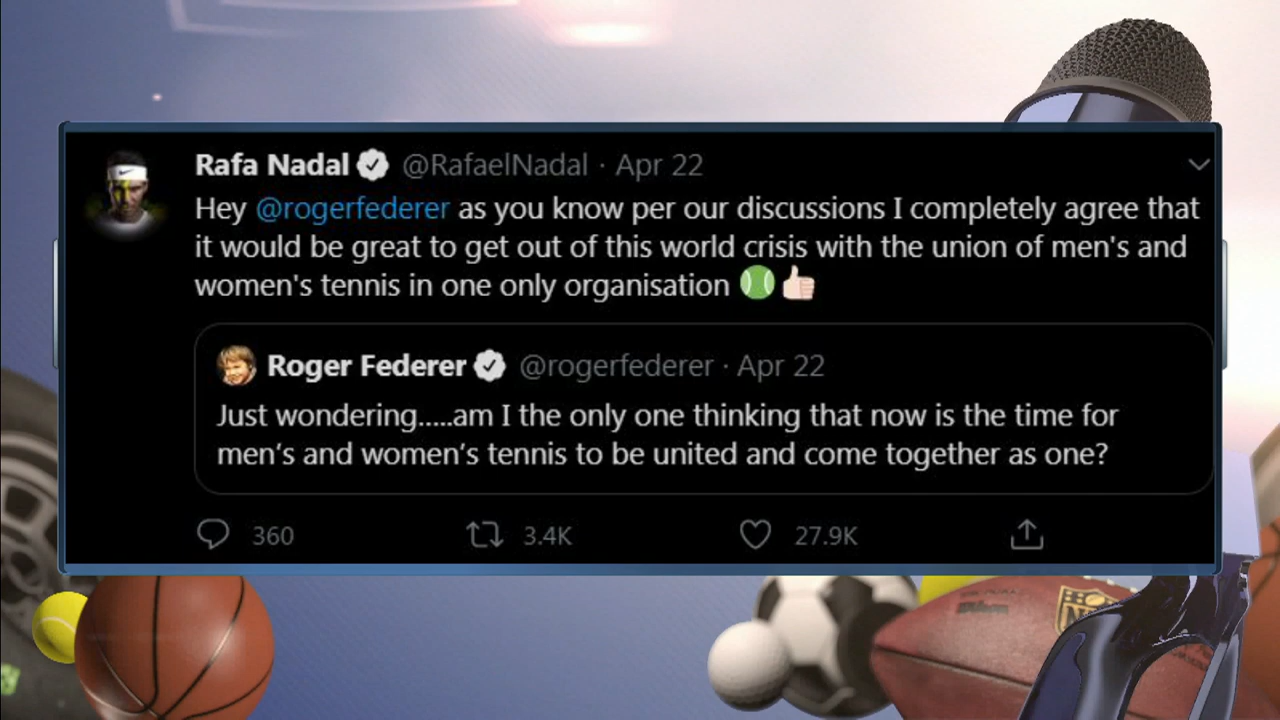 Rafa Nadal @RafaelNadal · Apr 22
Hey @rogerfederer as you know per our discussions I completely agree that
it would be great to get out of this world crisis with the union of men's and
women's tennis in one only organisation 🎾👍🏻
Roger Federer @rogerfederer · Apr 22
Just wondering.....am I the only one thinking that now is the time for
men’s and women’s tennis to be united and come together as one?
360 3.4K 27.9K